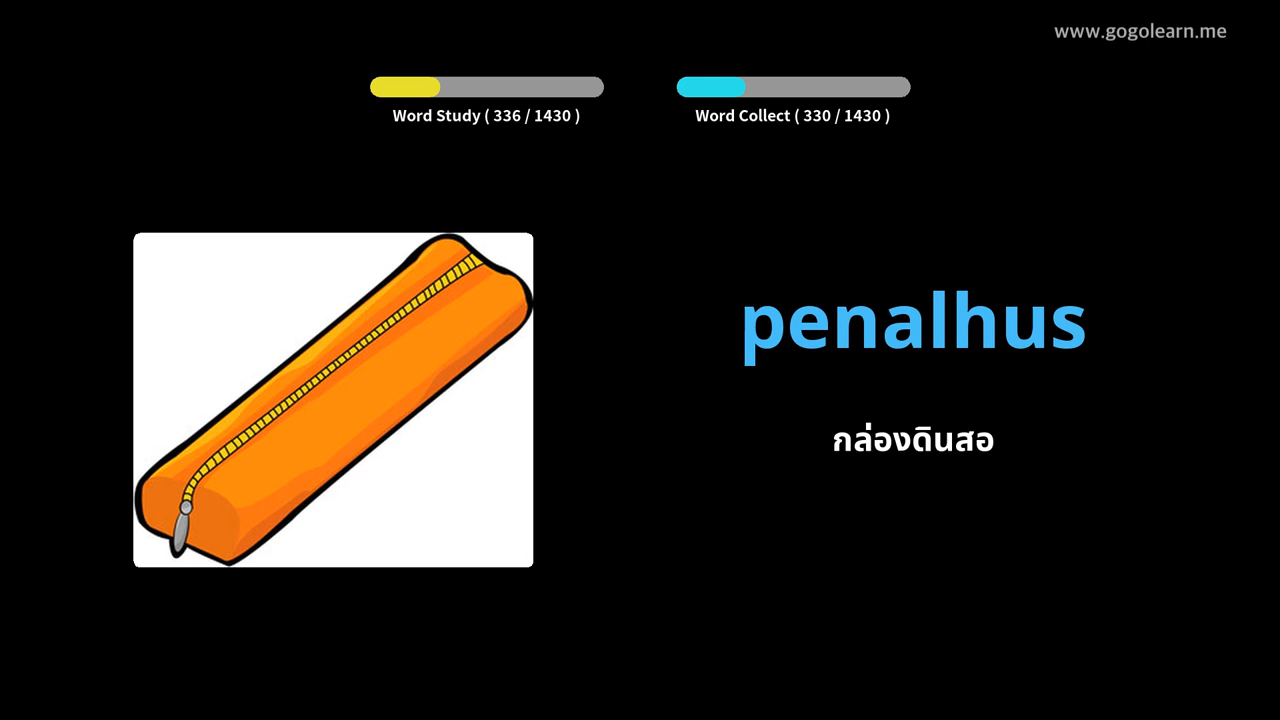 www.gogolearn.me
Word Study ( 336 / 1430 )
Word Collect ( 330 / 1430 )
penalhus
กล่องดินสอ